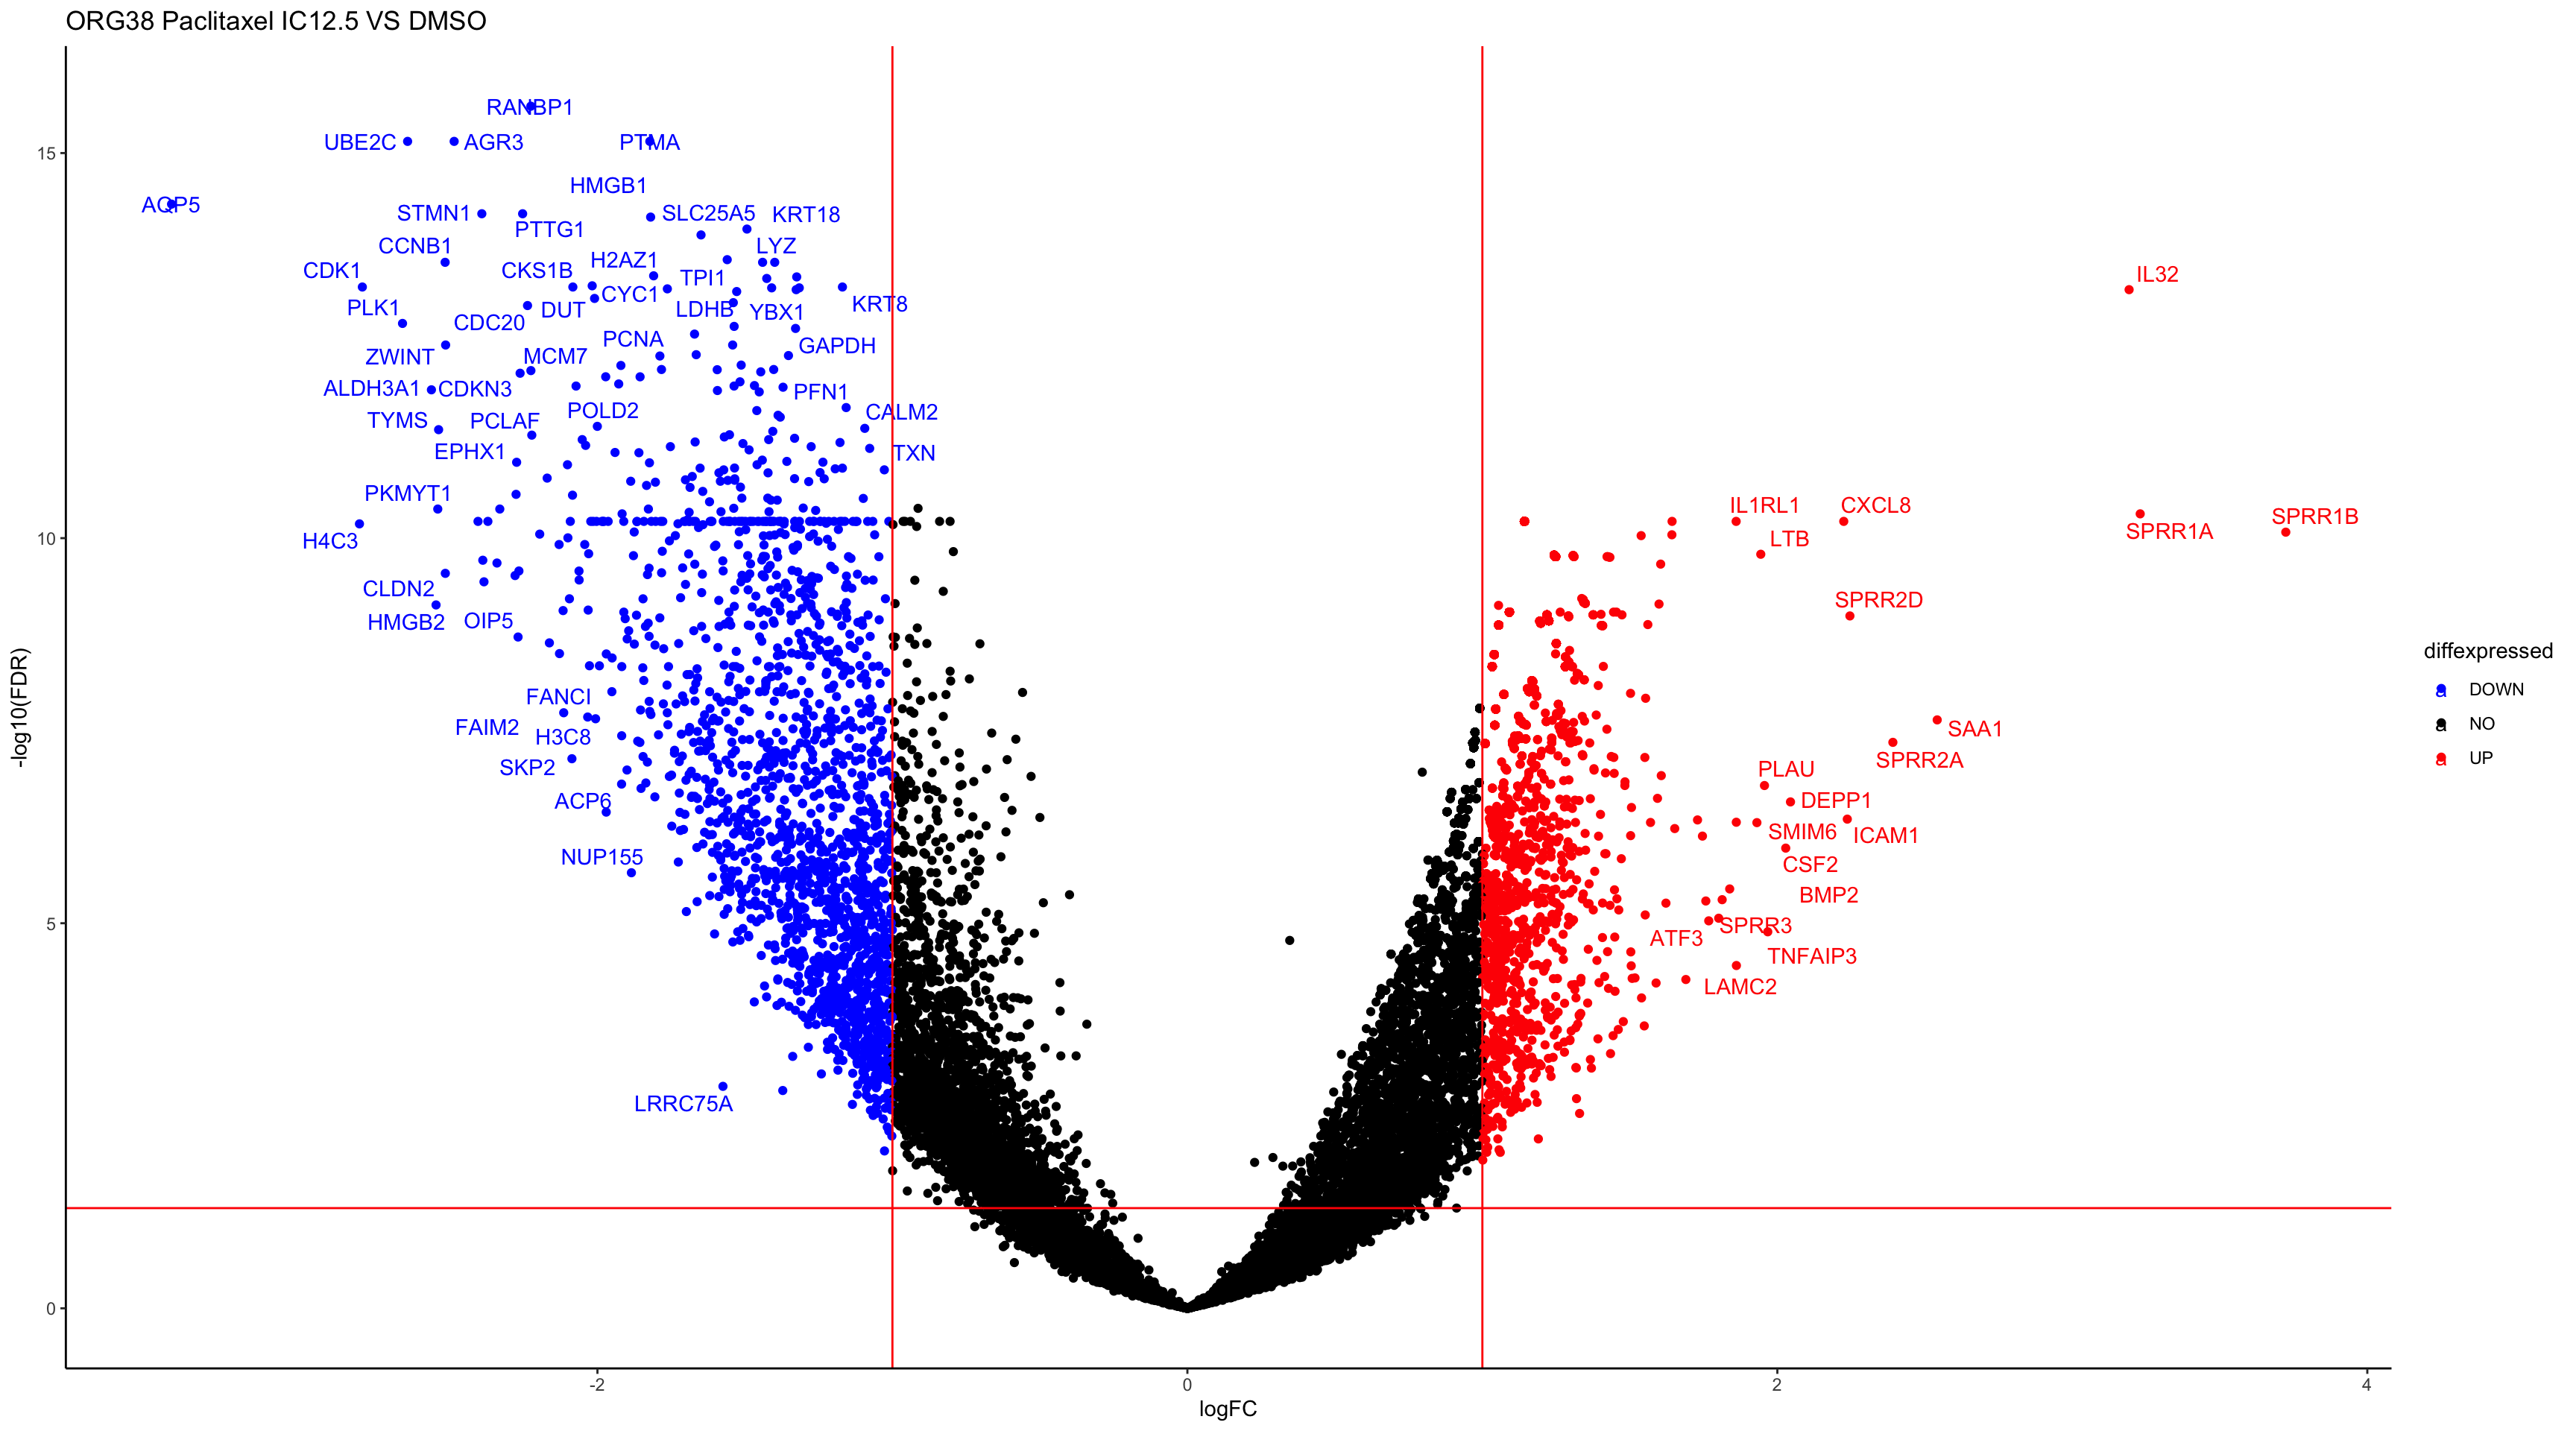 ORG38 Paclitaxel IC12.5 VS DMSO
RANBP1
UBE2C
AGR3
PTMA
15
HMGB1
AQP5
STMN1
SLC25A5
KRT18
PTTG1
CCNB1
LYZ
H2AZ1
CDK1
CKS1B
TPI1
IL32
CYC1
PLK1
DUT
LDHB
YBX1
KRT8
CDC20
PCNA
GAPDH
ZWINT
MCM7
ALDH3A1
CDKN3
PFN1
POLD2
CALM2
TYMS
PCLAF
EPHX1
TXN
PKMYT1
IL1RL1
CXCL8
SPRR1B
SPRR1A
10
H4C3
LTB
CLDN2
SPRR2D
HMGB2
OIP5
diffexpressed
DOWN
NO
UP
-log10(FDR)
FANCI
FAIM2
H3C8
SAA1
SPRR2A
SKP2
PLAU
ACP6
DEPP1
SMIM6
ICAM1
NUP155
CSF2
BMP2
5
SPRR3
ATF3
TNFAIP3
LAMC2
LRRC75A
0
-2
0
2
4
logFC